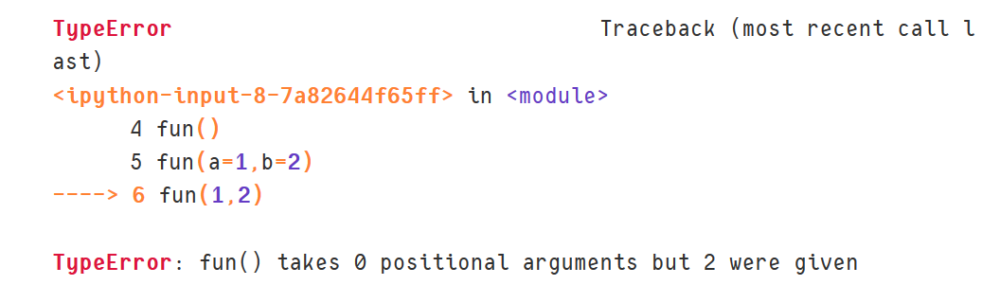 TypeError Traceback (most recent call l
ast)
<ipython-input-8-7a82644f65ff> in <module>
4 fun()
5 fun(a=1,b=2)
----> 6 fun(1,2)
TypeError: fun() takes 0 positional arguments but 2 were given